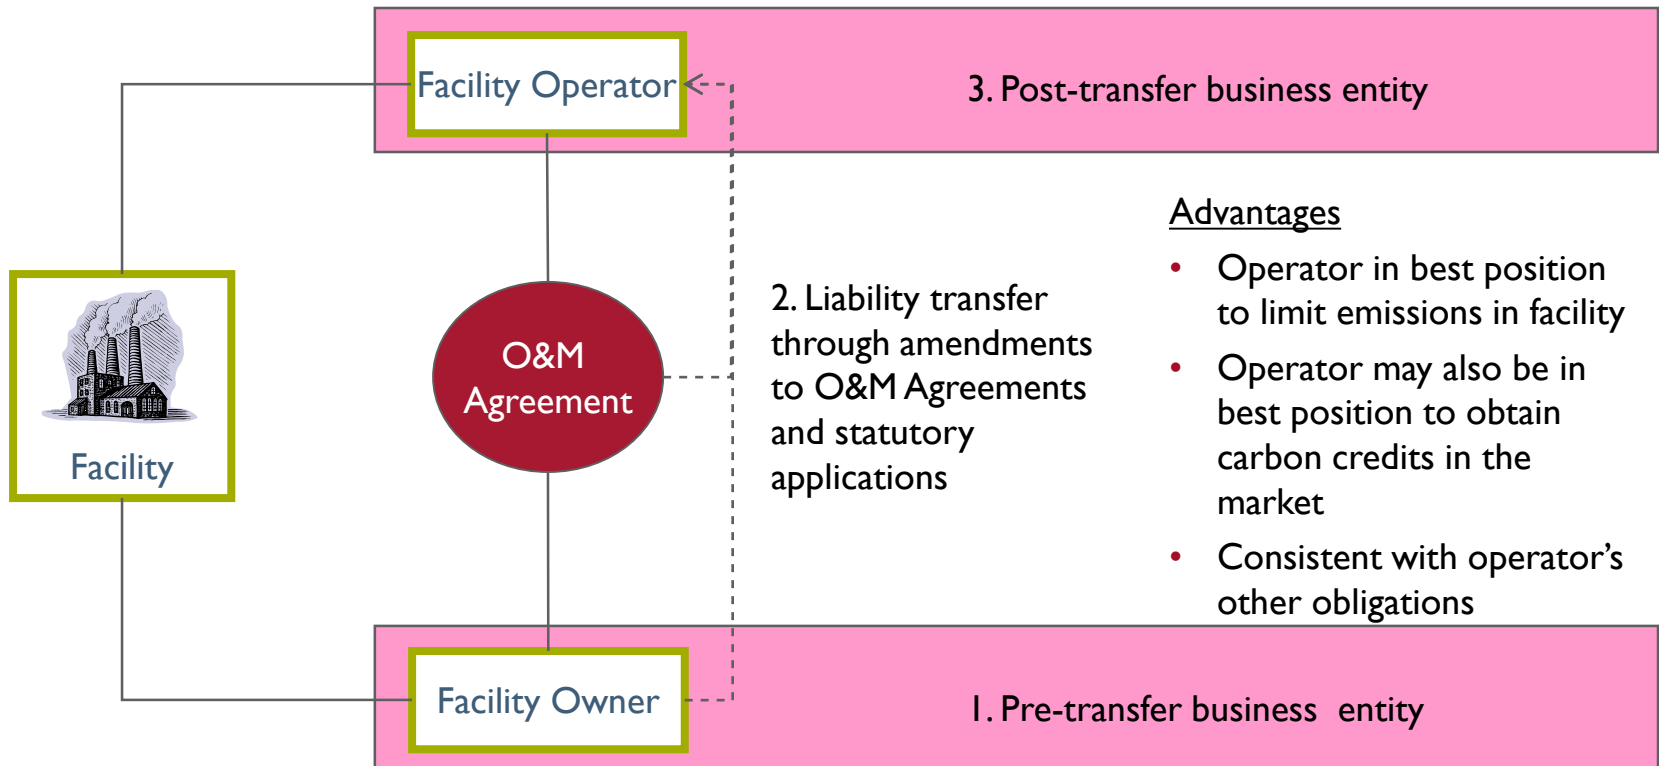 Facility Operator
3. Post-transfer business entity
Advantages
• Operator in best position
to limit emissions in facility
• Operator may also be in
best position to obtain
carbon credits in the
market
• Consistent with operator’s
other obligations
2. Liability transfer
through amendments
to O&M Agreements
and statutory
applications
O&M
Agreement
Facility
Facility Owner
1. Pre-transfer business entity